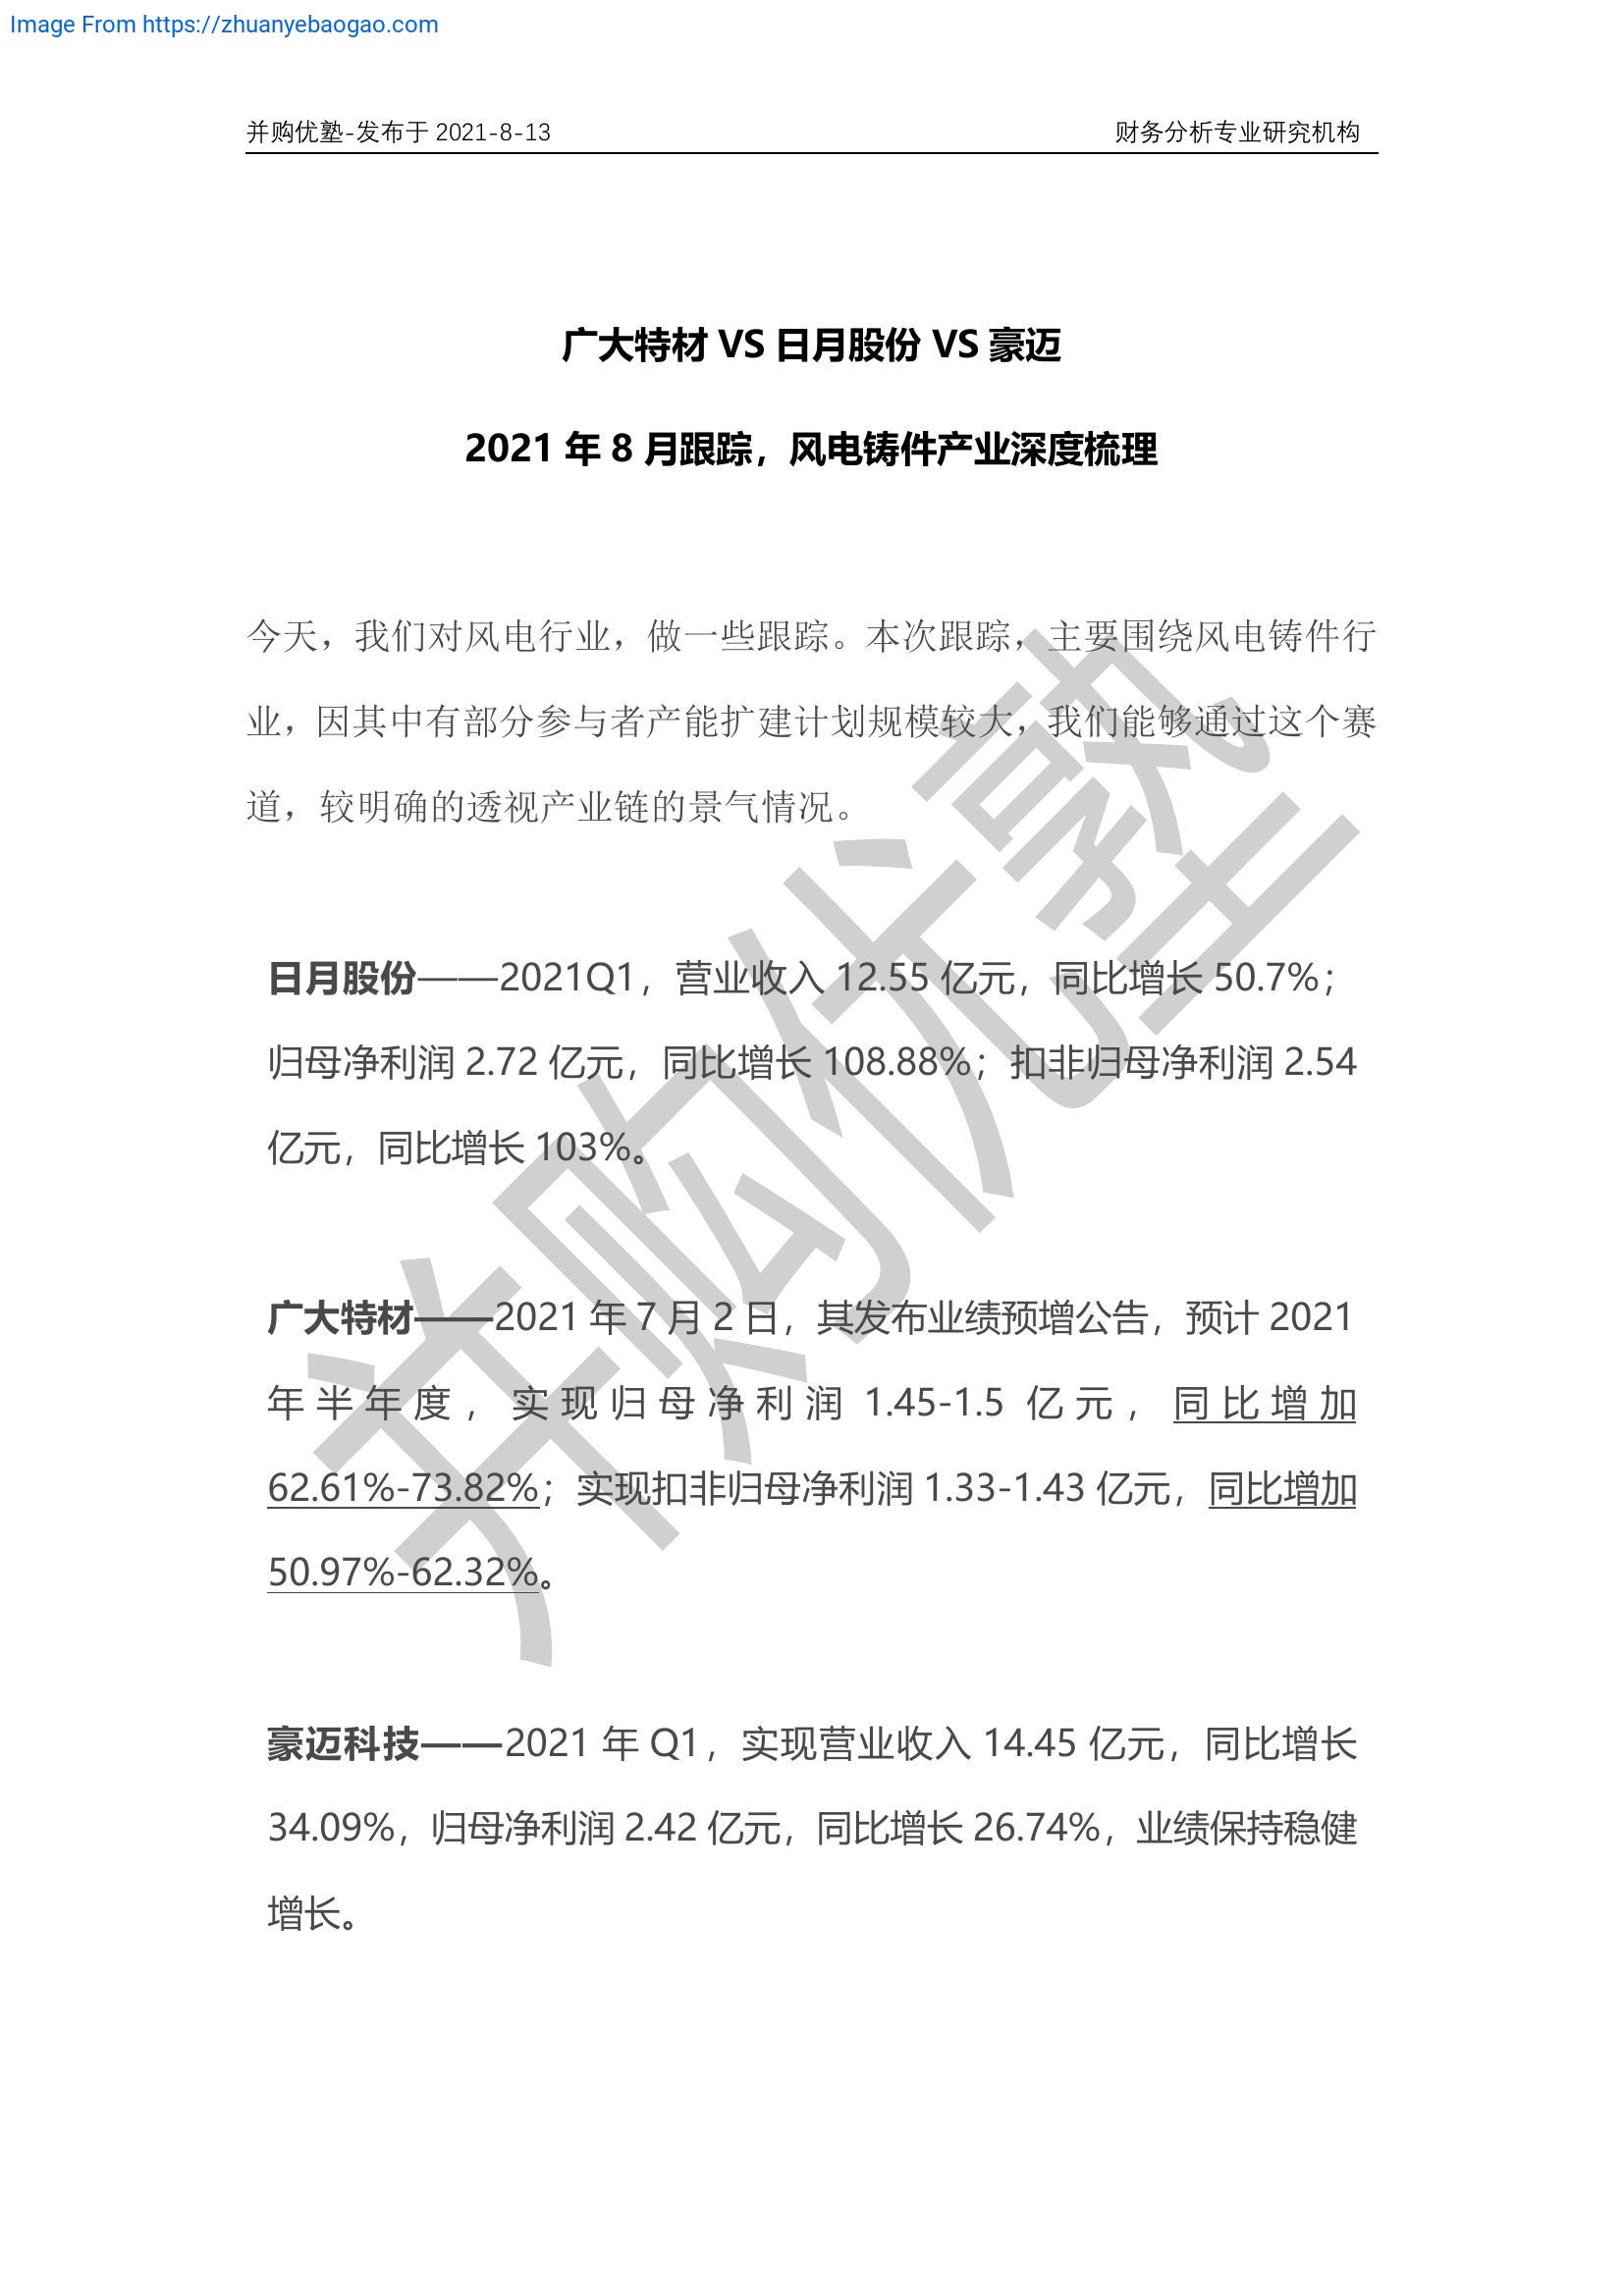 Image From https://zhuanyebaogao.com
并购优塾-发布于 2021-8-13 财务分析专业研究机构
广大特材 VS 日月股份 VS 豪迈
2021 年 8 月跟踪，风电铸件产业深度梳理
今天，我们对风电行业，做一些跟踪。本次跟踪，主要围绕风电铸件行
业，因其中有部分参与者产能扩建计划规模较大，我们能够通过这个赛
道，较明确的透视产业链的景气情况。
日月股份——2021Q1，营业收入 12.55 亿元，同比增长 50.7%；
归母净利润 2.72 亿元，同比增长 108.88%；扣非归母净利润 2.54
亿元，同比增长 103%。
广大特材——2021 年 7 月 2 日，其发布业绩预增公告，预计 2021
年半年度，实现归母净利润 1.45-1.5 亿元，同比增加
62.61%-73.82%；实现扣非归母净利润 1.33-1.43 亿元，同比增加
50.97%-62.32%。
豪迈科技——2021 年 Q1，实现营业收入 14.45 亿元，同比增长
34.09%，归母净利润 2.42 亿元，同比增长 26.74%，业绩保持稳健
增长。
并购优塾